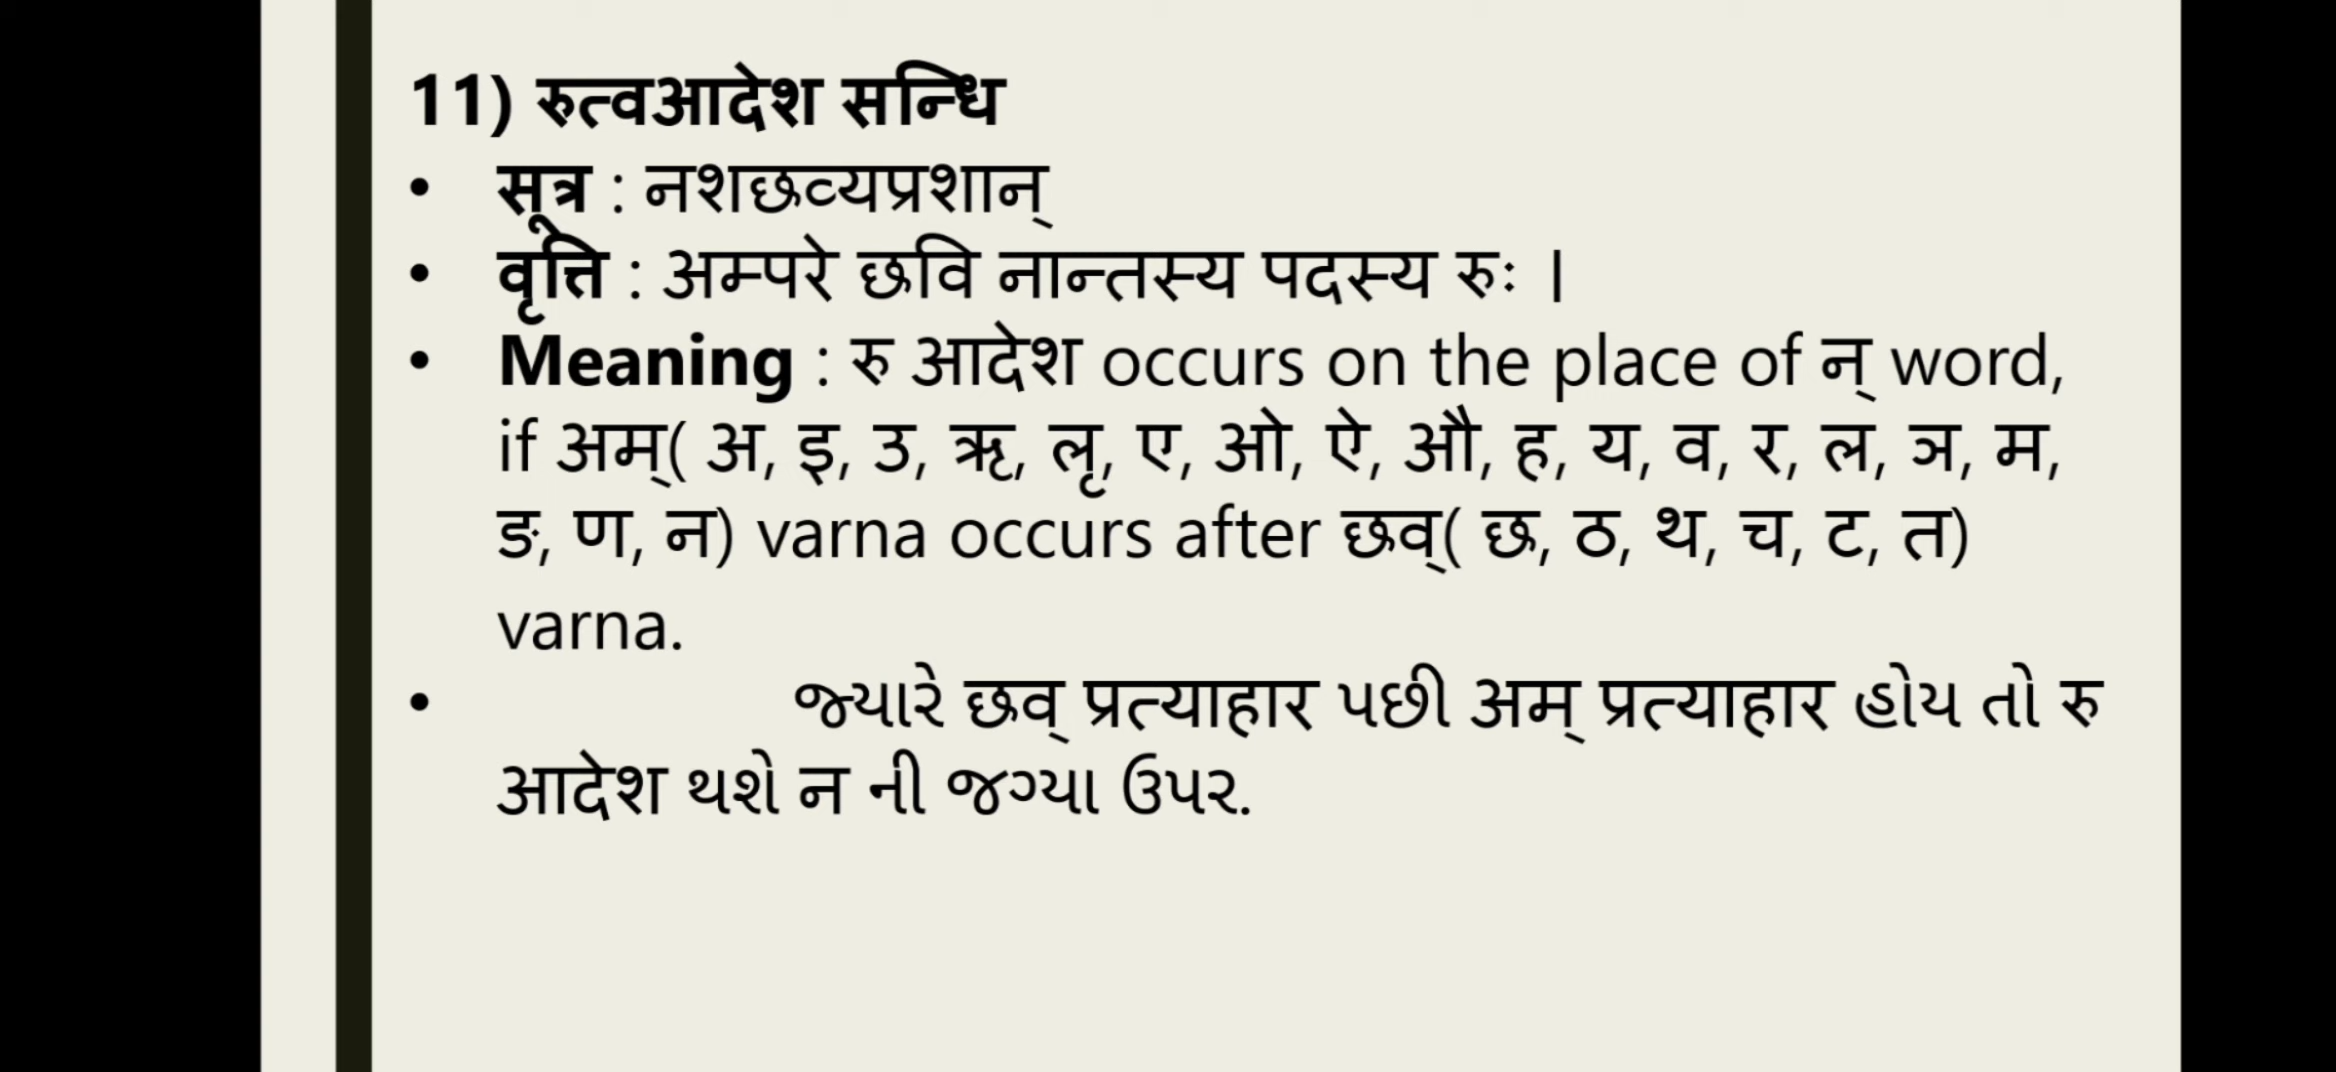 11) रुत्वआदेश सन्धि
• सूत्र : नशछव्यप्रशान्
• वृत्ति : अम्परे छवि नान्तस्य पदस्य रुः ।
• Meaning : रु आदेश occurs on the place of न् word,
if अम्( अ, इ, उ, ऋ, लृ, ए, ओ, ऐ, औ, ह, य, व, र, ल, ञ, म,
ङ, ण, न) varna occurs after छव्( छ, ठ, थ, च, ट, त)
varna.
• જ્યારે छव् प्रत्याहार પછી अम् प्रत्याहार હોય તો रु
आदेश થશે न ની જગ્યા ઉપર.